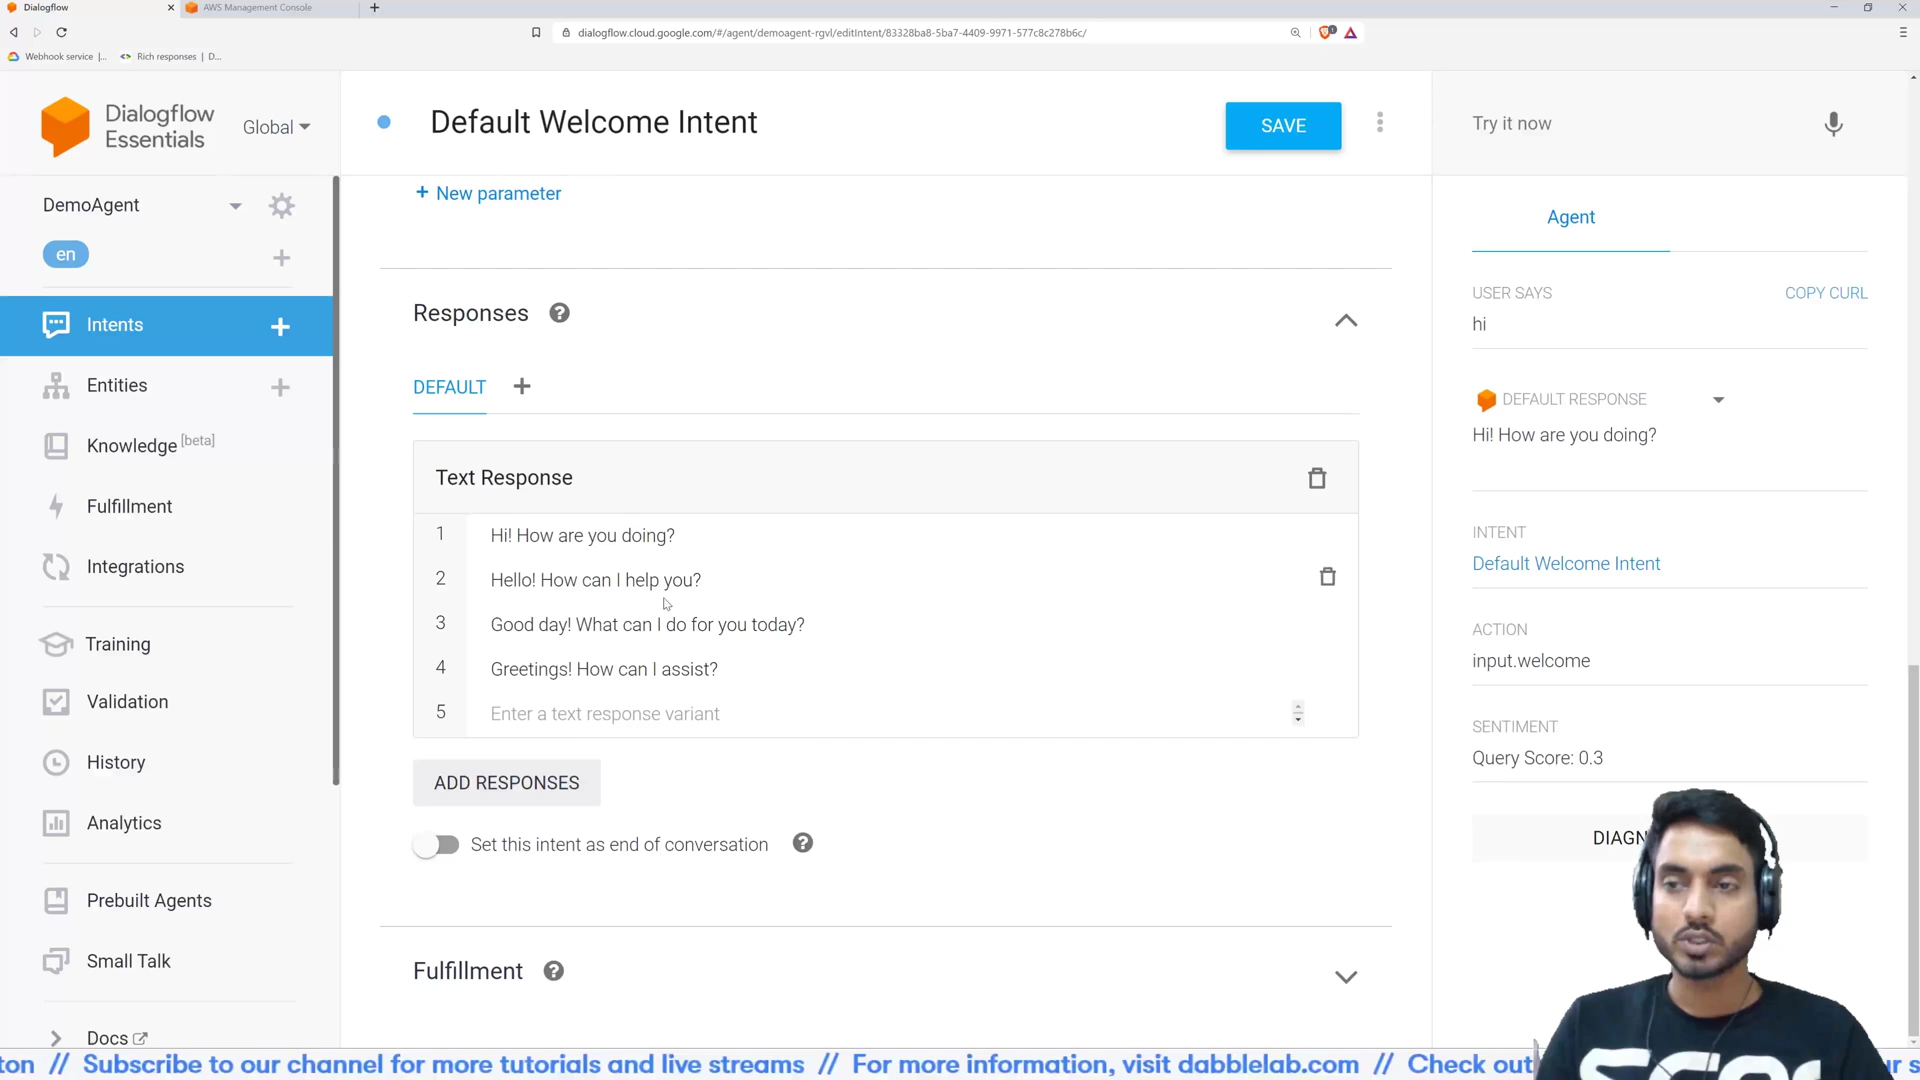 Dialogflow
AWS Management Console
dialogflow.cloud.google.com/#/agent/demoagent-rgvl/editIntent/83328ba8-5ba7-4409-9971-577c8c278b6c/
Webhook service |...
Rich responses | D...
Dialogflow
Essentials
Global
Default Welcome Intent
SAVE
Try it now
DemoAgent
en
Intents
Entities
Knowledge [beta]
Fulfillment
Integrations
Training
Validation
History
Analytics
Prebuilt Agents
Small Talk
Docs
+ New parameter
Responses
DEFAULT
Text Response
1 Hi! How are you doing?
2 Hello! How can I help you?
3 Good day! What can I do for you today?
4 Greetings! How can I assist?
5 Enter a text response variant
ADD RESPONSES
Set this intent as end of conversation
Fulfillment
Agent
USER SAYS
COPY CURL
hi
DEFAULT RESPONSE
Hi! How are you doing?
INTENT
Default Welcome Intent
ACTION
input.welcome
SENTIMENT
Query Score: 0.3
DIAGN
ton // Subscribe to our channel for more tutorials and live streams // For more information, visit dabblelab.com // Check out ur s